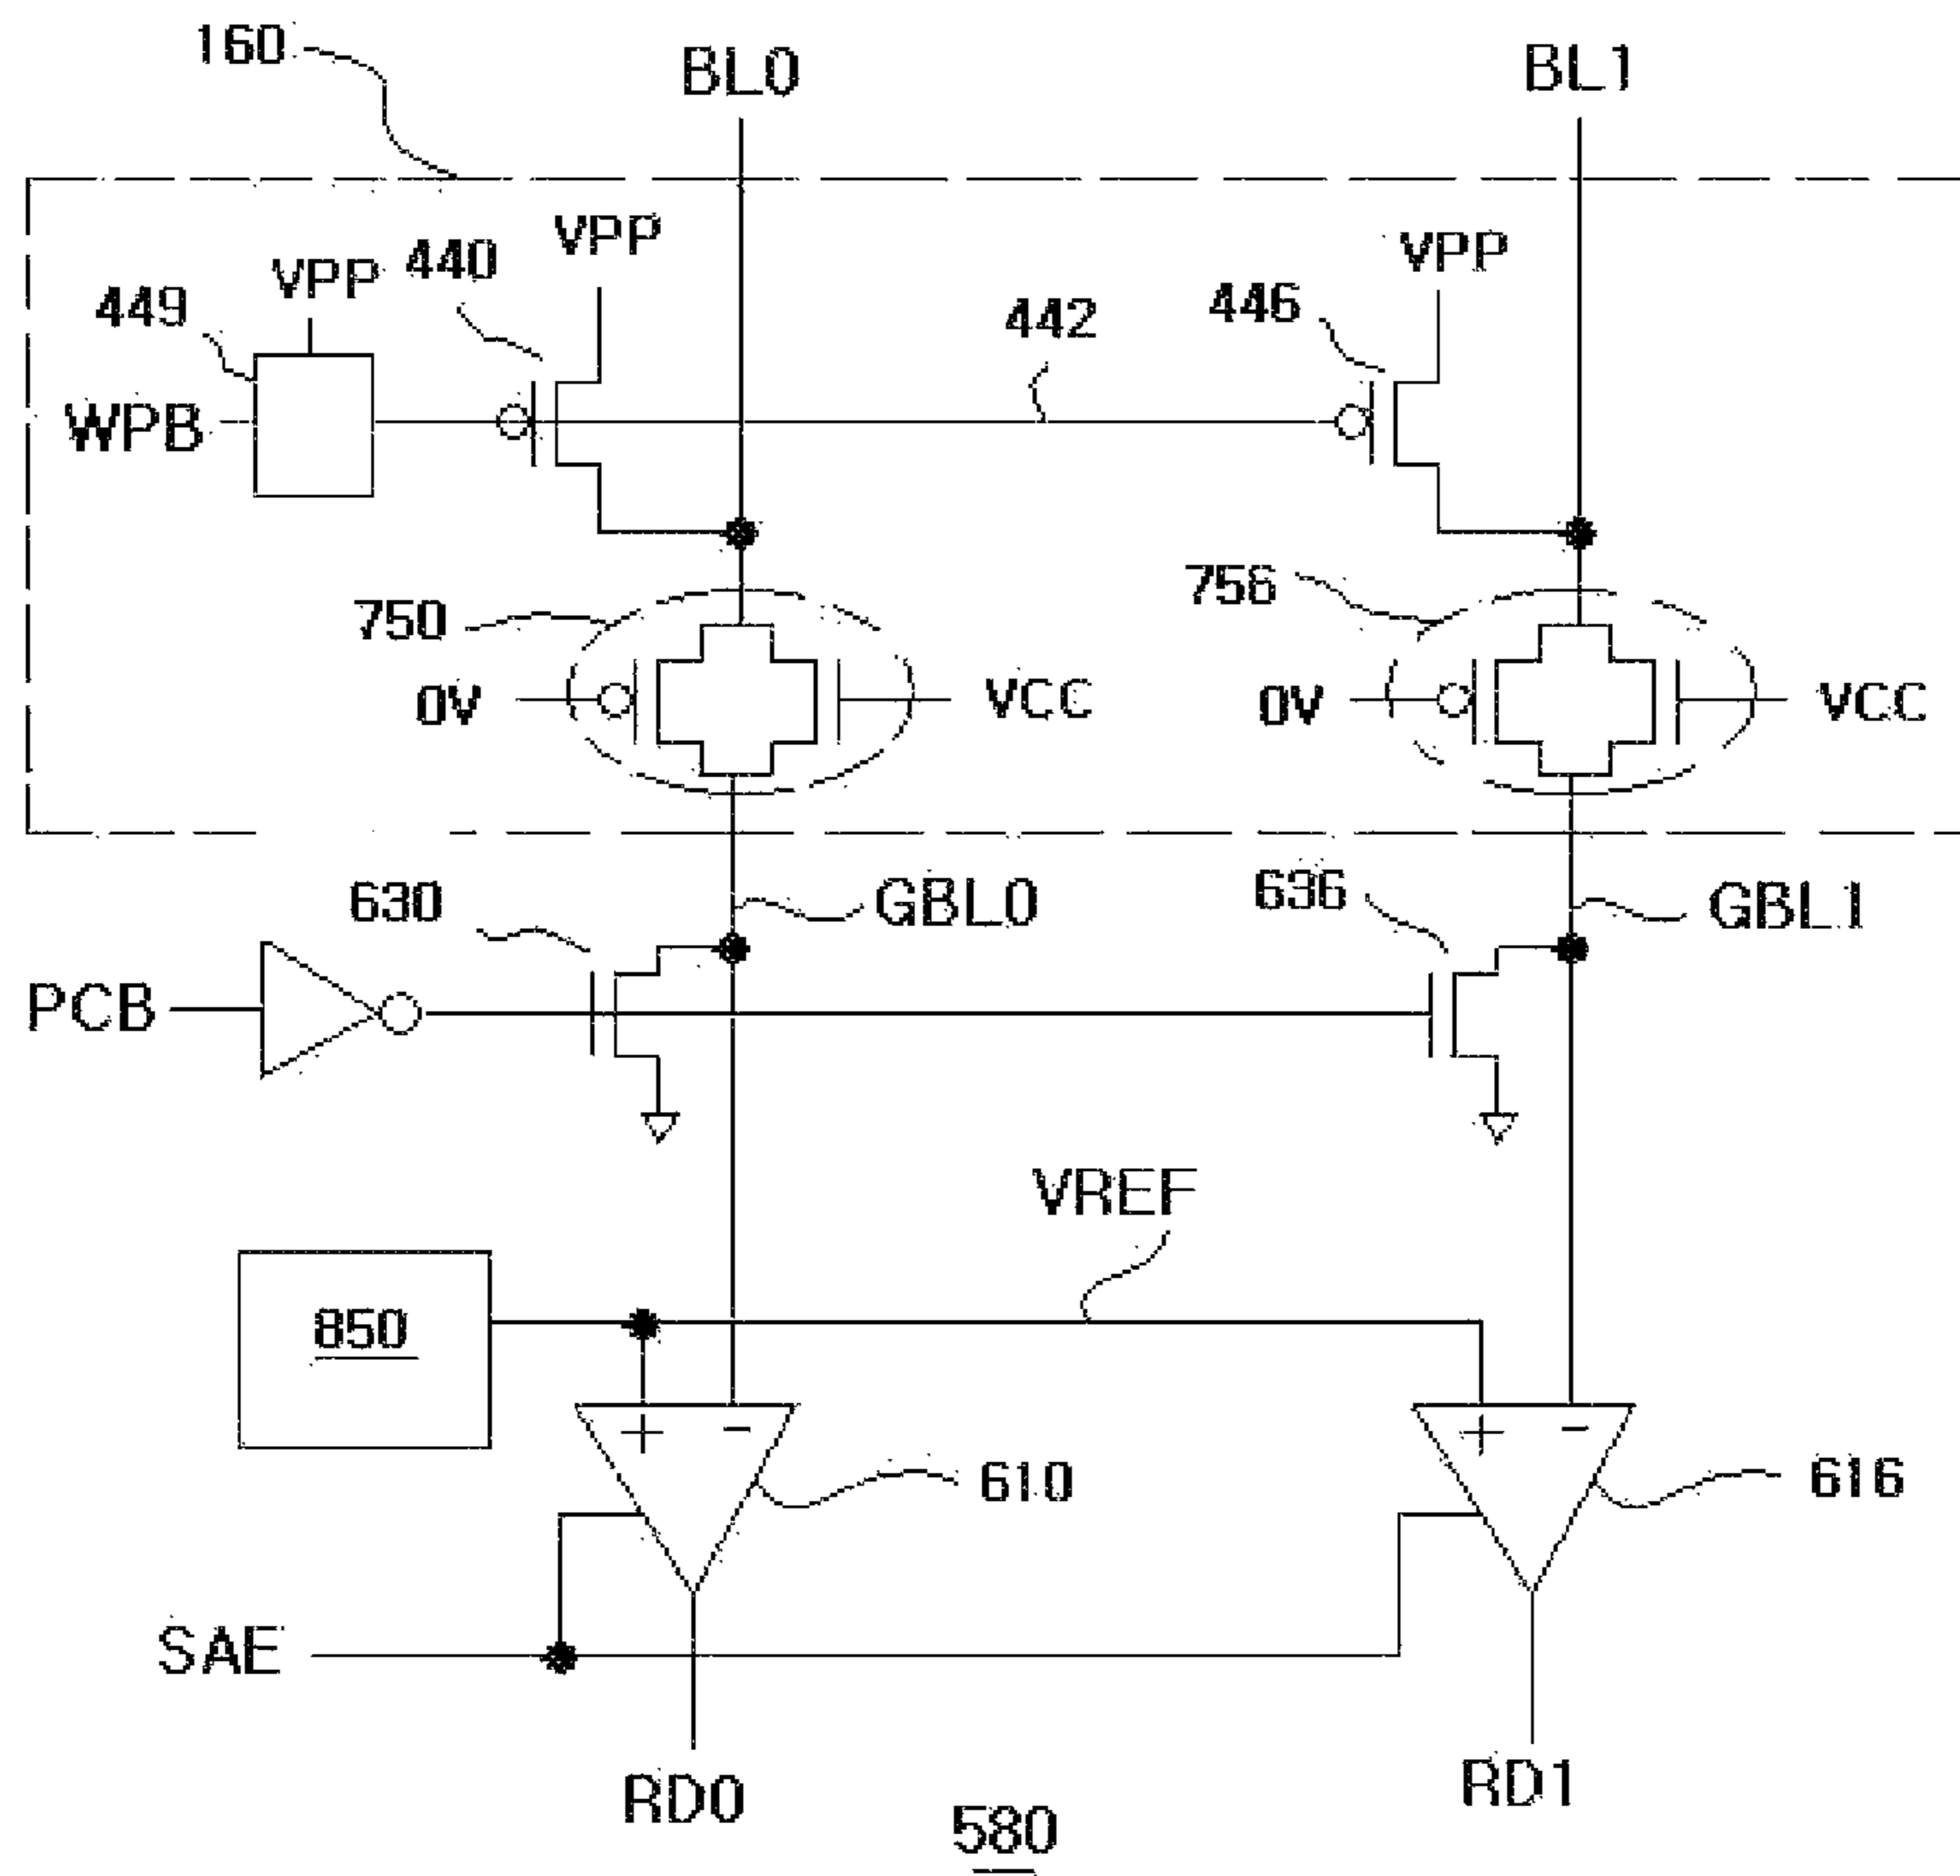 160
BL0
BL1
VPP
VPP
VPP
440
449
442
446
WPB
750
756
0V
VCC
0V
VCC
630
GBL0
636
GBL1
PCB
VREF
850
+
-
+
-
610
616
SAE
RD0
RD1
580